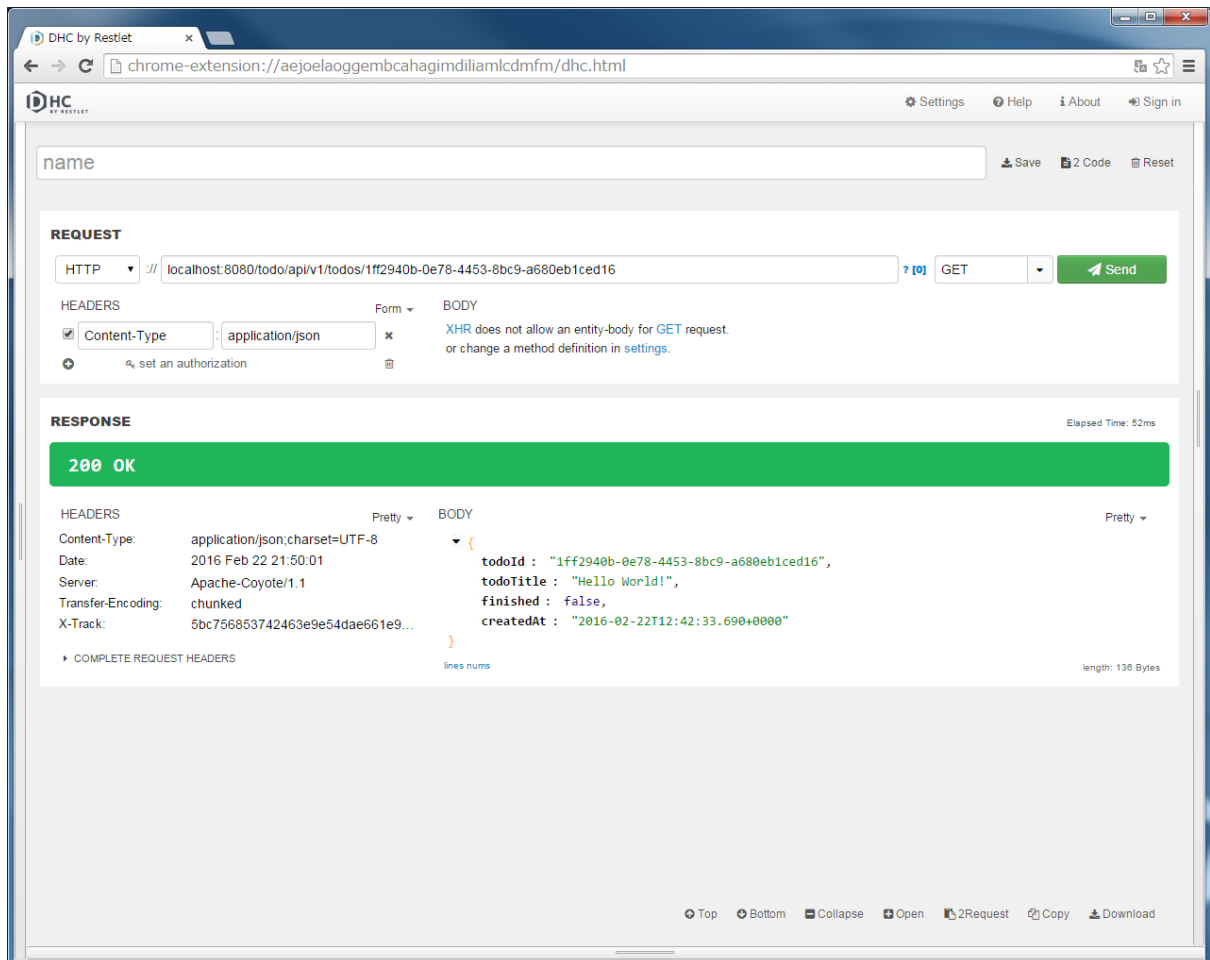 DHC by Restlet
chrome-extension://aejoelaoggembcahagimdiliamlcdmfm/dhc.html
DHC BY RESTLET
Settings Help About Sign in
name Save 2 Code Reset
REQUEST
HTTP :// localhost:8080/todo/api/v1/todos/1ff2940b-0e78-4453-8bc9-a680eb1ced16 ? [0] GET Send
HEADERS Form BODY
Content-Type : application/json XHR does not allow an entity-body for GET request.
or change a method definition in settings.
set an authorization
RESPONSE Elapsed Time: 52ms
200 OK
HEADERS Pretty BODY Pretty
Content-Type: application/json;charset=UTF-8
Date: 2016 Feb 22 21:50:01
Server: Apache-Coyote/1.1
Transfer-Encoding: chunked
X-Track: 5bc756853742463e9e54dae661e9...
COMPLETE REQUEST HEADERS
{
todoId : "1ff2940b-0e78-4453-8bc9-a680eb1ced16",
todoTitle : "Hello World!",
finished : false,
createdAt : "2016-02-22T12:42:33.690+0000"
}
lines nums length: 136 Bytes
Top Bottom Collapse Open 2Request Copy Download